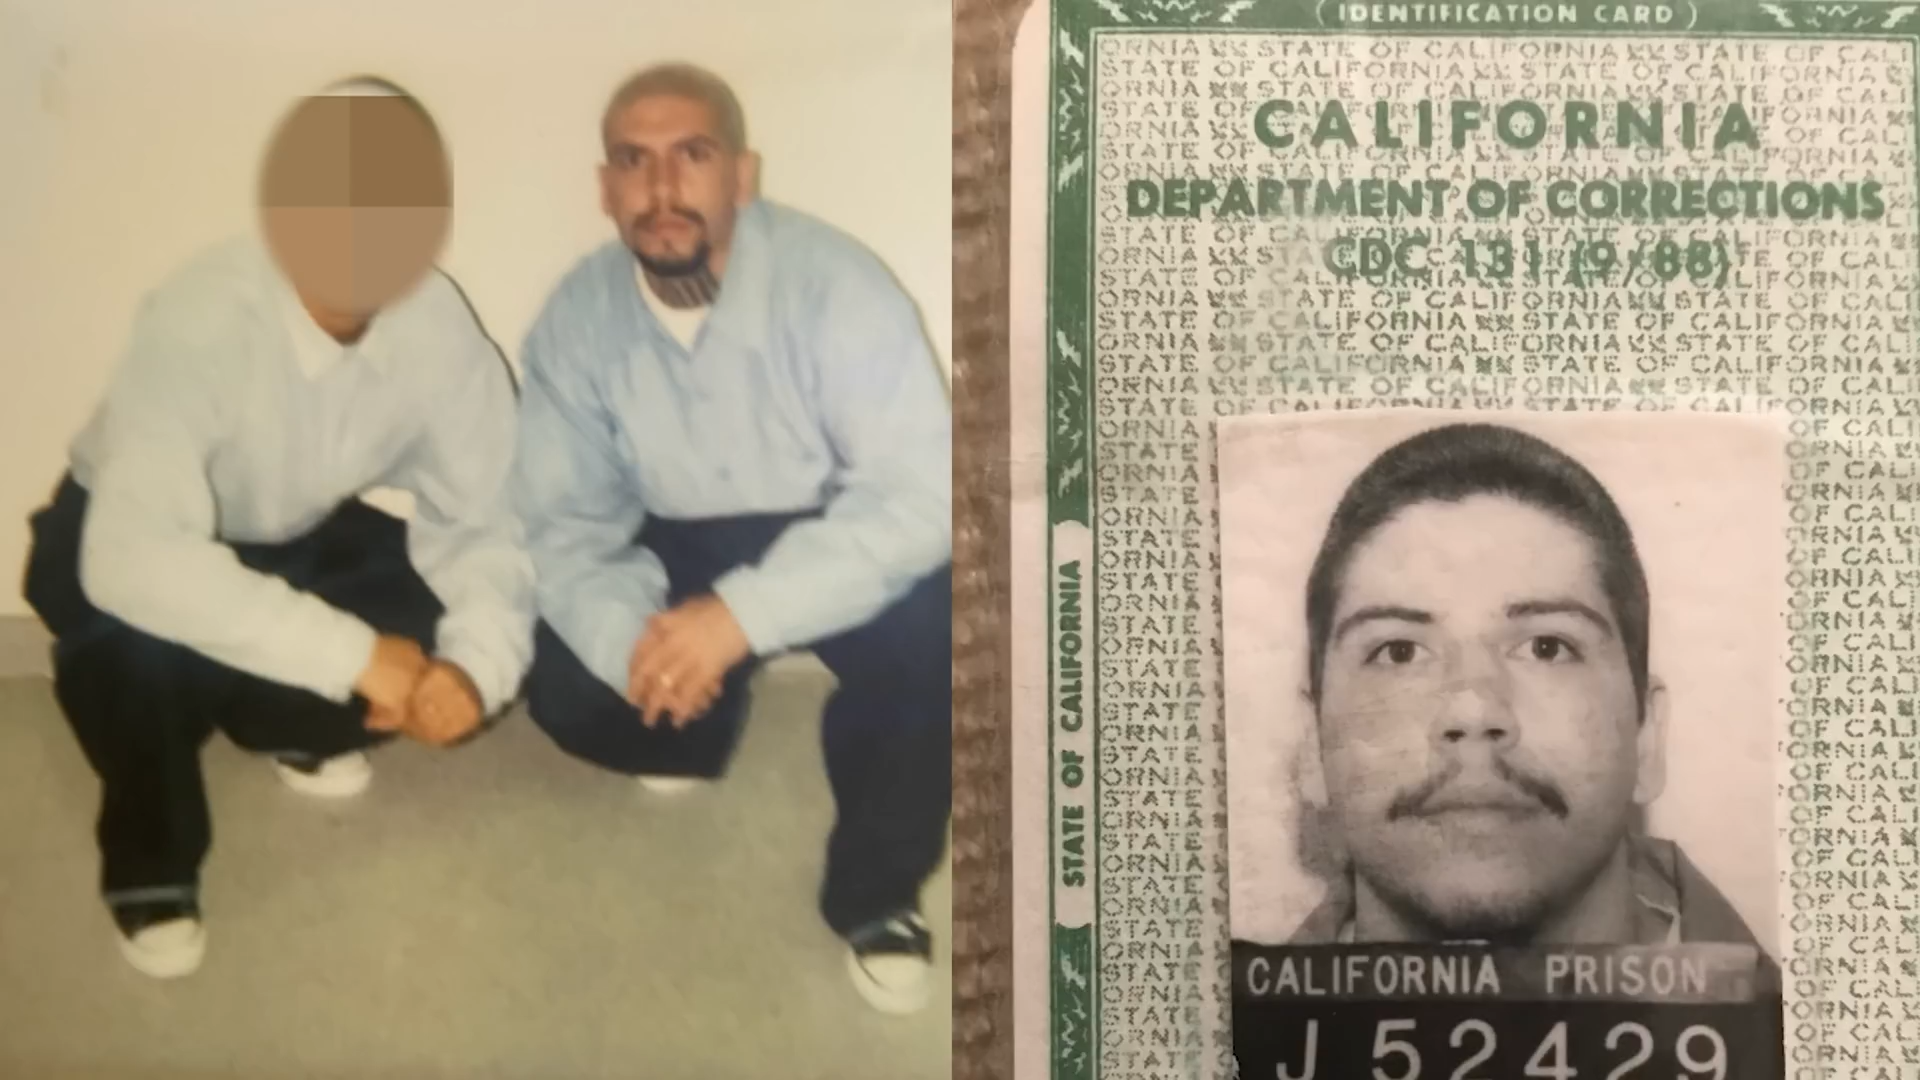 ( IDENTIFICATION CARD )
CALIFORNIA
DEPARTMENT OF CORRECTIONS
CDC 131 (9/88)
STATE OF CALIFORNIA
CALIFORNIA PRISON
J 52429